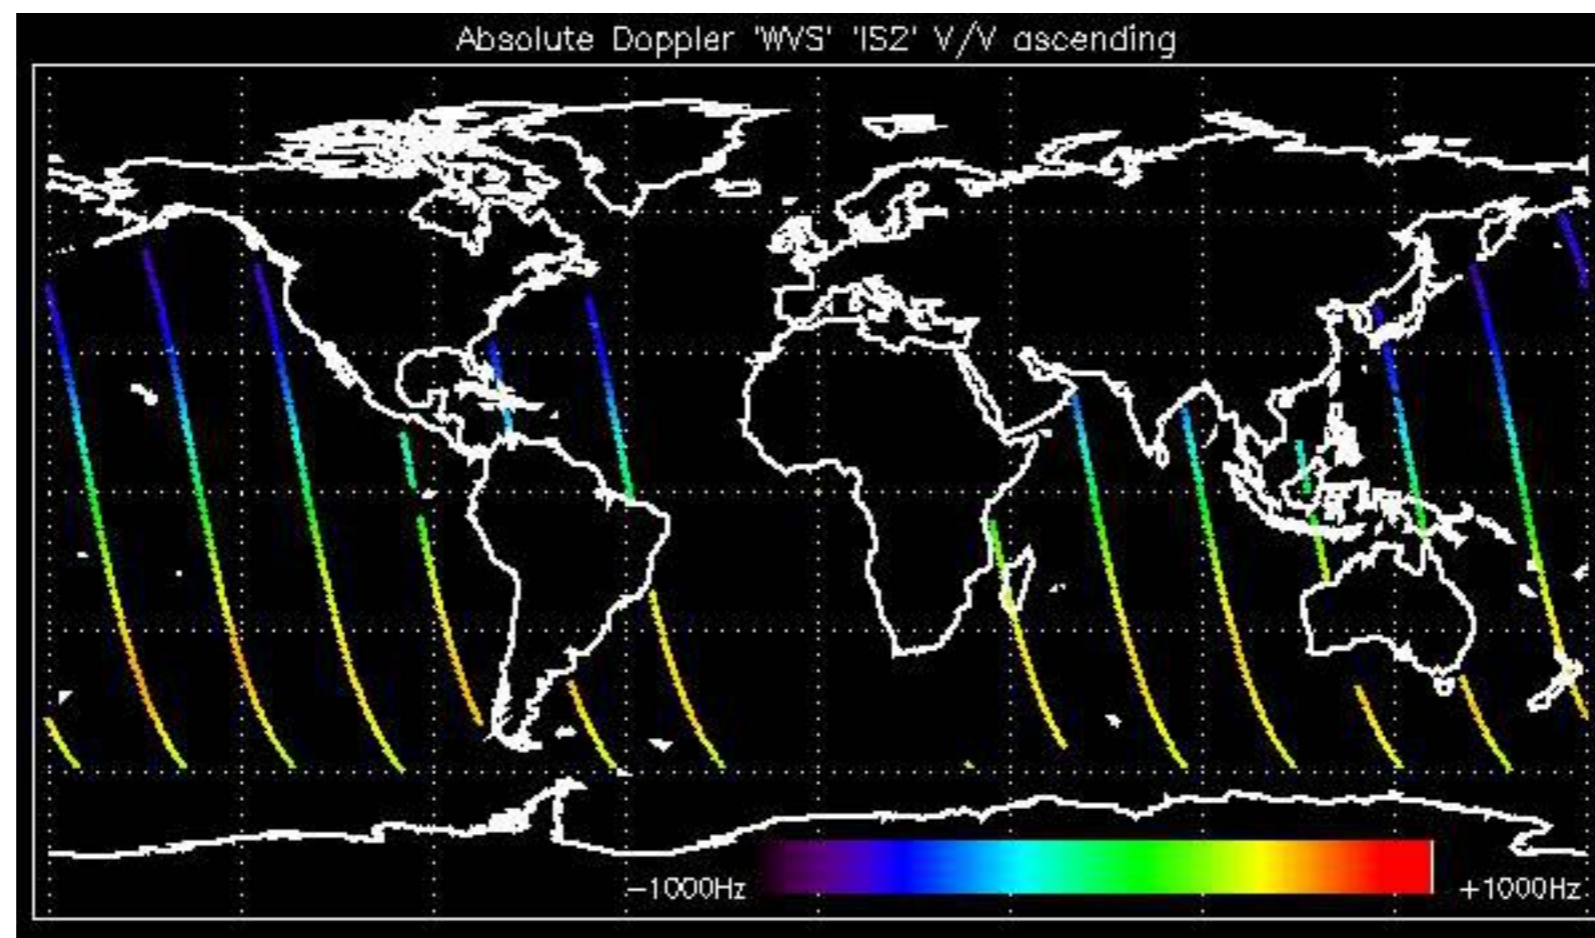 Absolute Doppler 'WVS' 'IS2' V/V ascending
−1000Hz +1000Hz